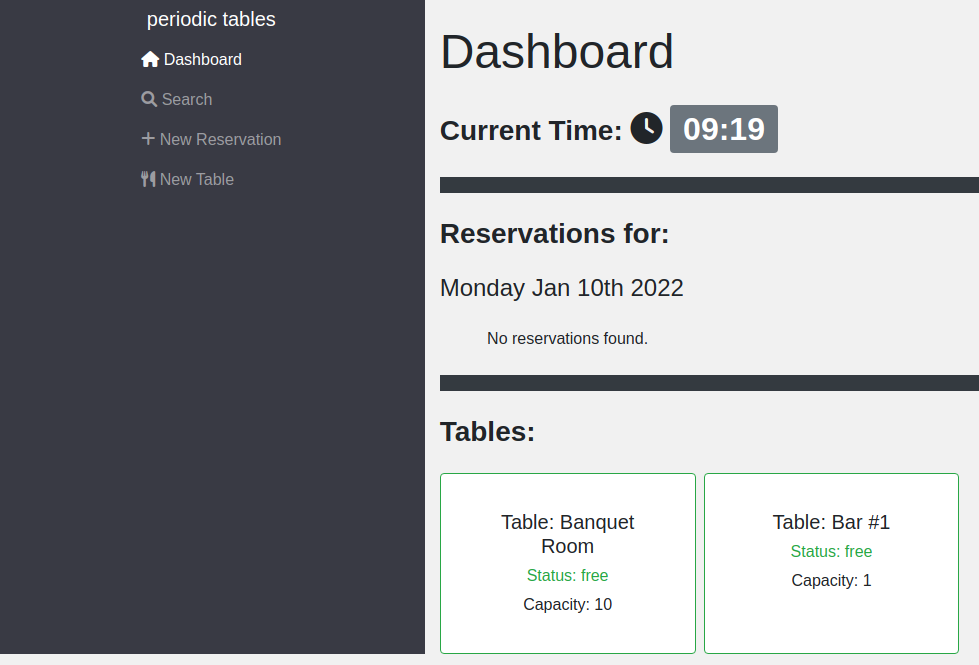 periodic tables
Dashboard
Search
New Reservation
New Table
Dashboard
Current Time: 09:19
Reservations for:
Monday Jan 10th 2022
No reservations found.
Tables:
Table: Banquet
Room
Status: free
Capacity: 10
Table: Bar #1
Status: free
Capacity: 1